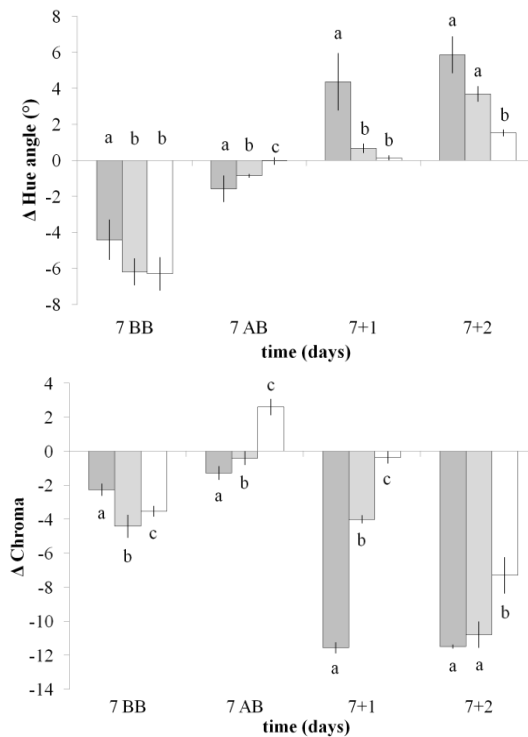 8
6
4
2
0
-2
-4
-6
-8
Δ Hue angle (°)
a b b
a b c
a
b b
a
a
b
7 BB 7 AB 7+1 7+2
time (days)
4
2
0
-2
-4
-6
-8
-10
-12
-14
Δ Chroma
a
b
c
a
b
c
a
b
c
a a
b
7 BB 7 AB 7+1 7+2
time (days)